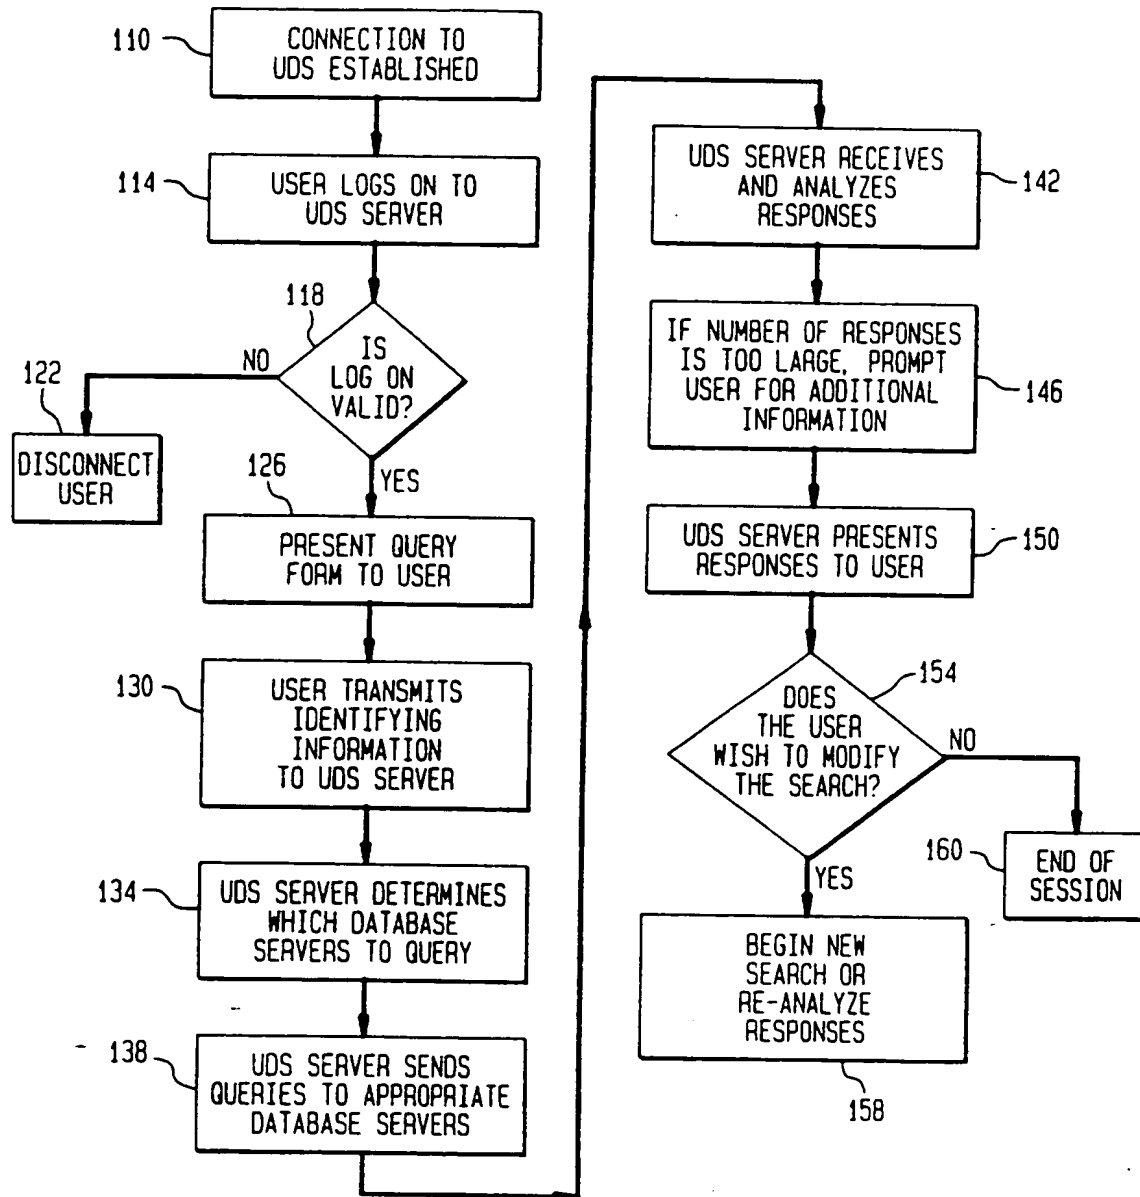 110
CONNECTION TO
UDS ESTABLISHED
114
USER LOGS ON TO
UDS SERVER
118
IS
LOG ON
VALID?
NO
122
DISCONNECT
USER
YES
126
PRESENT QUERY
FORM TO USER
130
USER TRANSMITS
IDENTIFYING
INFORMATION
TO UDS SERVER
134
UDS SERVER DETERMINES
WHICH DATABASE
SERVERS TO QUERY
138
UDS SERVER SENDS
QUERIES TO APPROPRIATE
DATABASE SERVERS
UDS SERVER RECEIVES
AND ANALYZES
RESPONSES
142
IF NUMBER OF RESPONSES
IS TOO LARGE, PROMPT
USER FOR ADDITIONAL
INFORMATION
146
UDS SERVER PRESENTS
RESPONSES TO USER
150
154
DOES
THE USER
WISH TO MODIFY
THE SEARCH?
NO
160
END OF
SESSION
YES
BEGIN NEW
SEARCH OR
RE-ANALYZE
RESPONSES
158